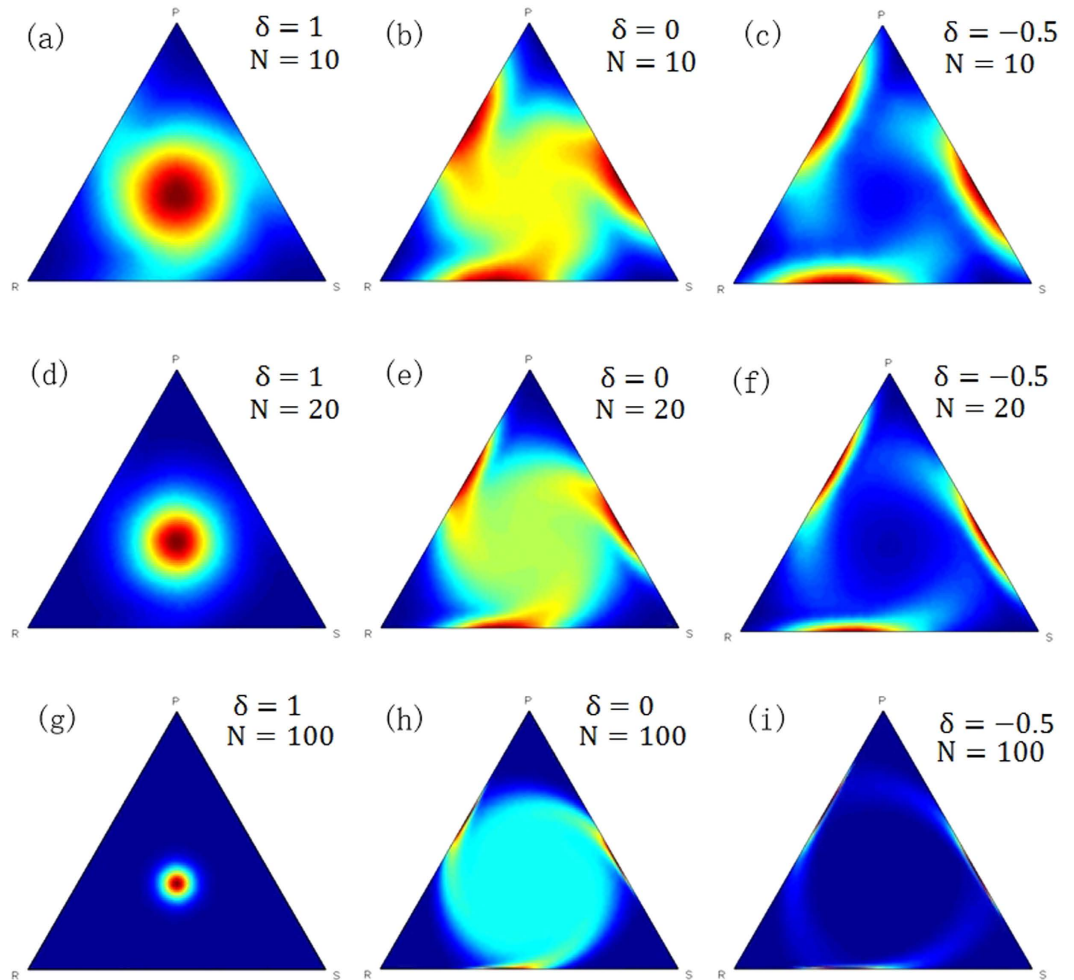 P
(a)
δ = 1
N = 10
R
S
P
(b)
δ = 0
N = 10
R
S
P
(c)
δ = −0.5
N = 10
R
S
P
(d)
δ = 1
N = 20
R
S
P
(e)
δ = 0
N = 20
R
S
P
(f)
δ = −0.5
N = 20
R
S
P
(g)
δ = 1
N = 100
R
S
P
(h)
δ = 0
N = 100
R
S
P
(i)
δ = −0.5
N = 100
R
S